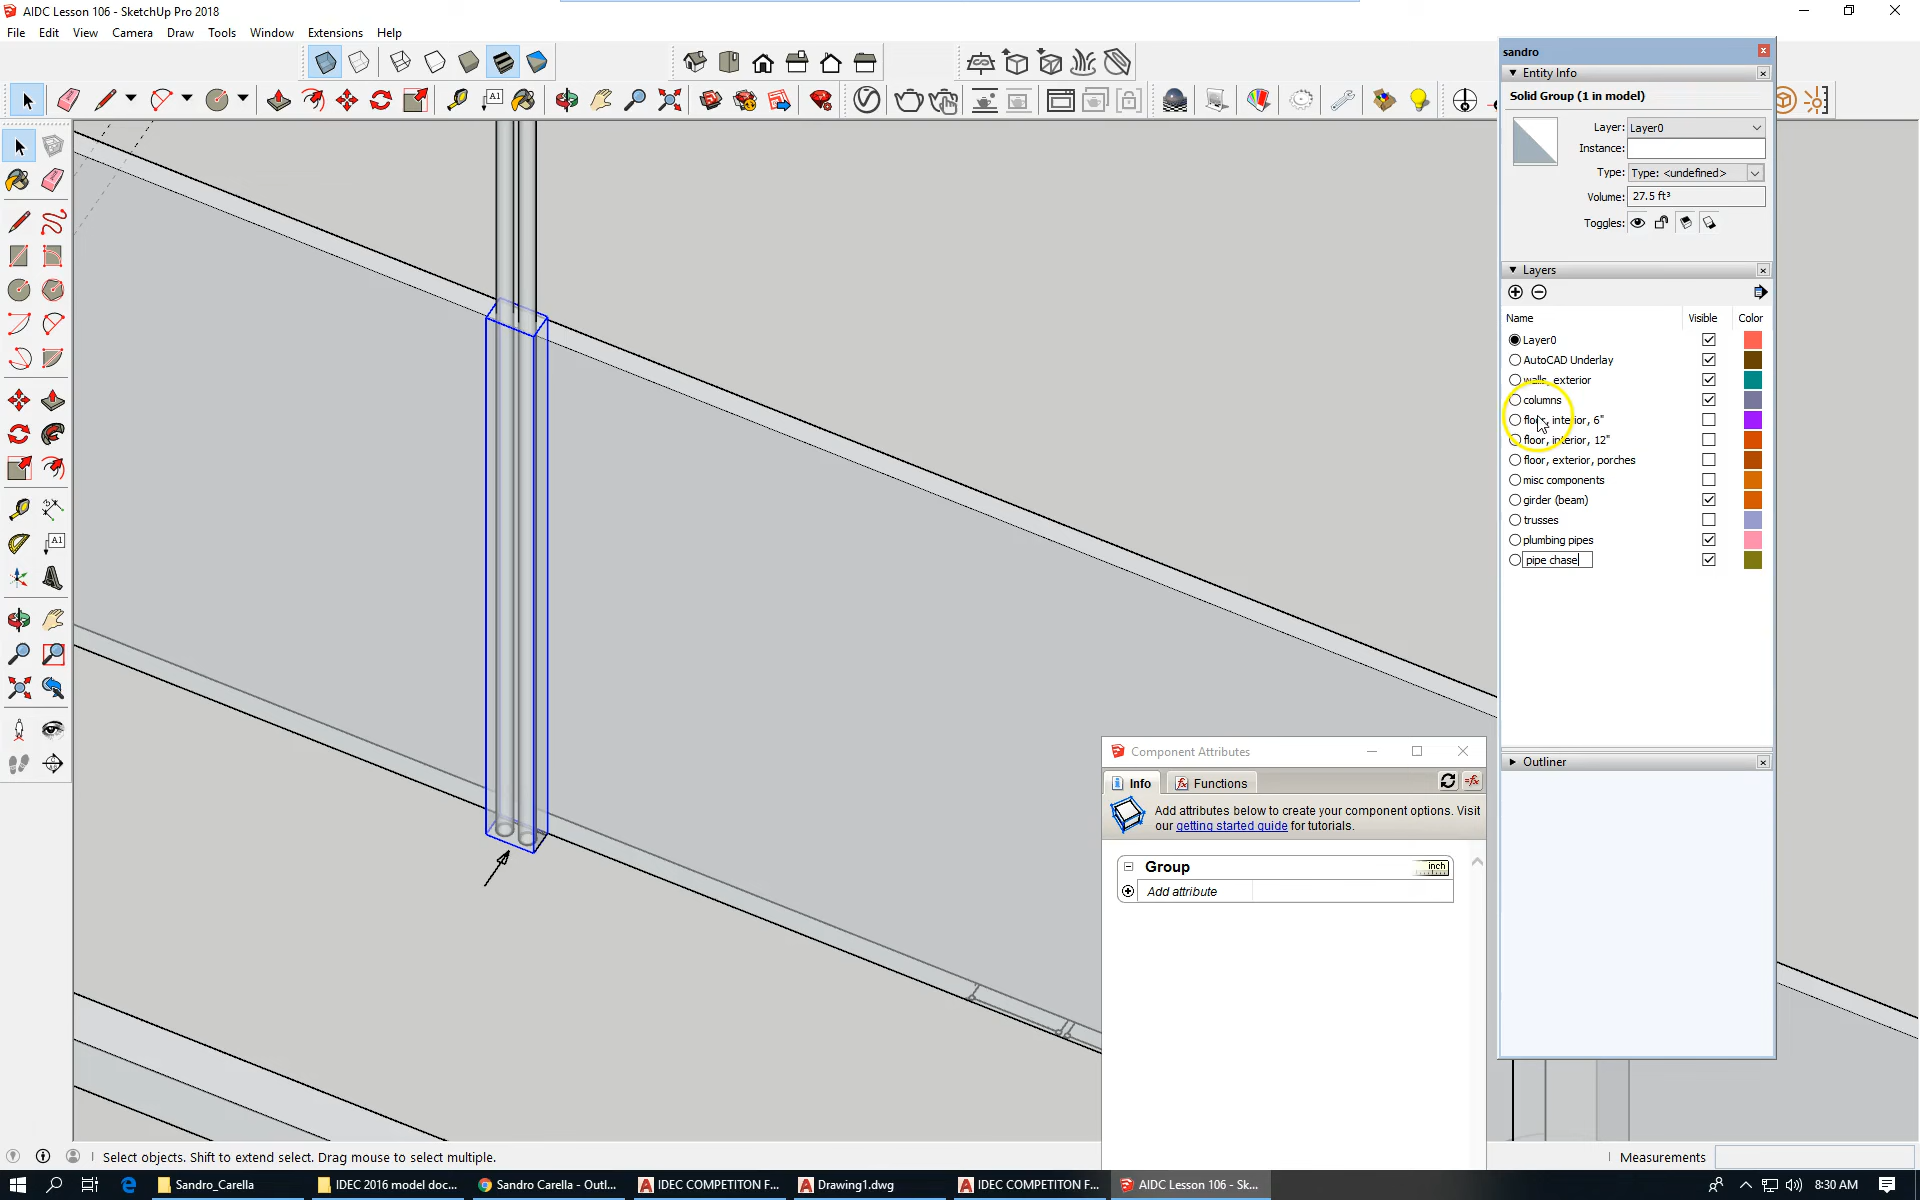 AIDC Lesson 106 - SketchUp Pro 2018
File Edit View Camera Draw Tools Window Extensions Help
sandro
Entity Info
Solid Group (1 in model)
Layer: Layer0
Instance:
Type: Type: <undefined>
Volume: 27.5 ft³
Toggles:
Layers
Name Visible Color
Layer0
AutoCAD Underlay
walls, exterior
columns
floor, interior, 6"
floor, interior, 12"
floor, exterior, porches
misc components
girder (beam)
trusses
plumbing pipes
pipe chase
Outliner
Component Attributes
Info Functions
Add attributes below to create your component options. Visit
our getting started guide for tutorials.
Group inch
Add attribute
A1
A1
Select objects. Shift to extend select. Drag mouse to select multiple.
Measurements
Sandro_Carella
IDEC 2016 model doc...
Sandro Carella - Outl...
IDEC COMPETITON F...
Drawing1.dwg
IDEC COMPETITON F...
AIDC Lesson 106 - Sk...
8:30 AM